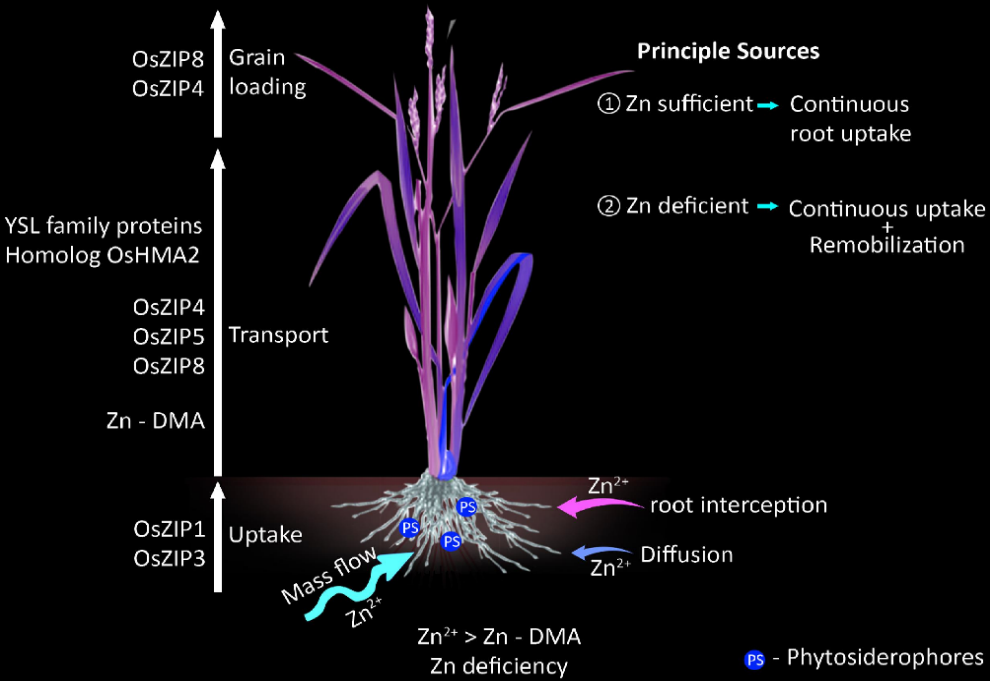 OsZIP8
OsZIP4
Grain
loading
Principle Sources
① Zn sufficient → Continuous
root uptake
② Zn deficient → Continuous uptake
+
Remobilization
YSL family proteins
Homolog OsHMA2
OsZIP4
OsZIP5
OsZIP8
Transport
Zn - DMA
OsZIP1
OsZIP3
Uptake
PS
PS
PS
Zn²⁺
root interception
Diffusion
Zn²⁺
Mass flow
Zn²⁺
Zn²⁺ > Zn - DMA
Zn deficiency
PS - Phytosiderophores